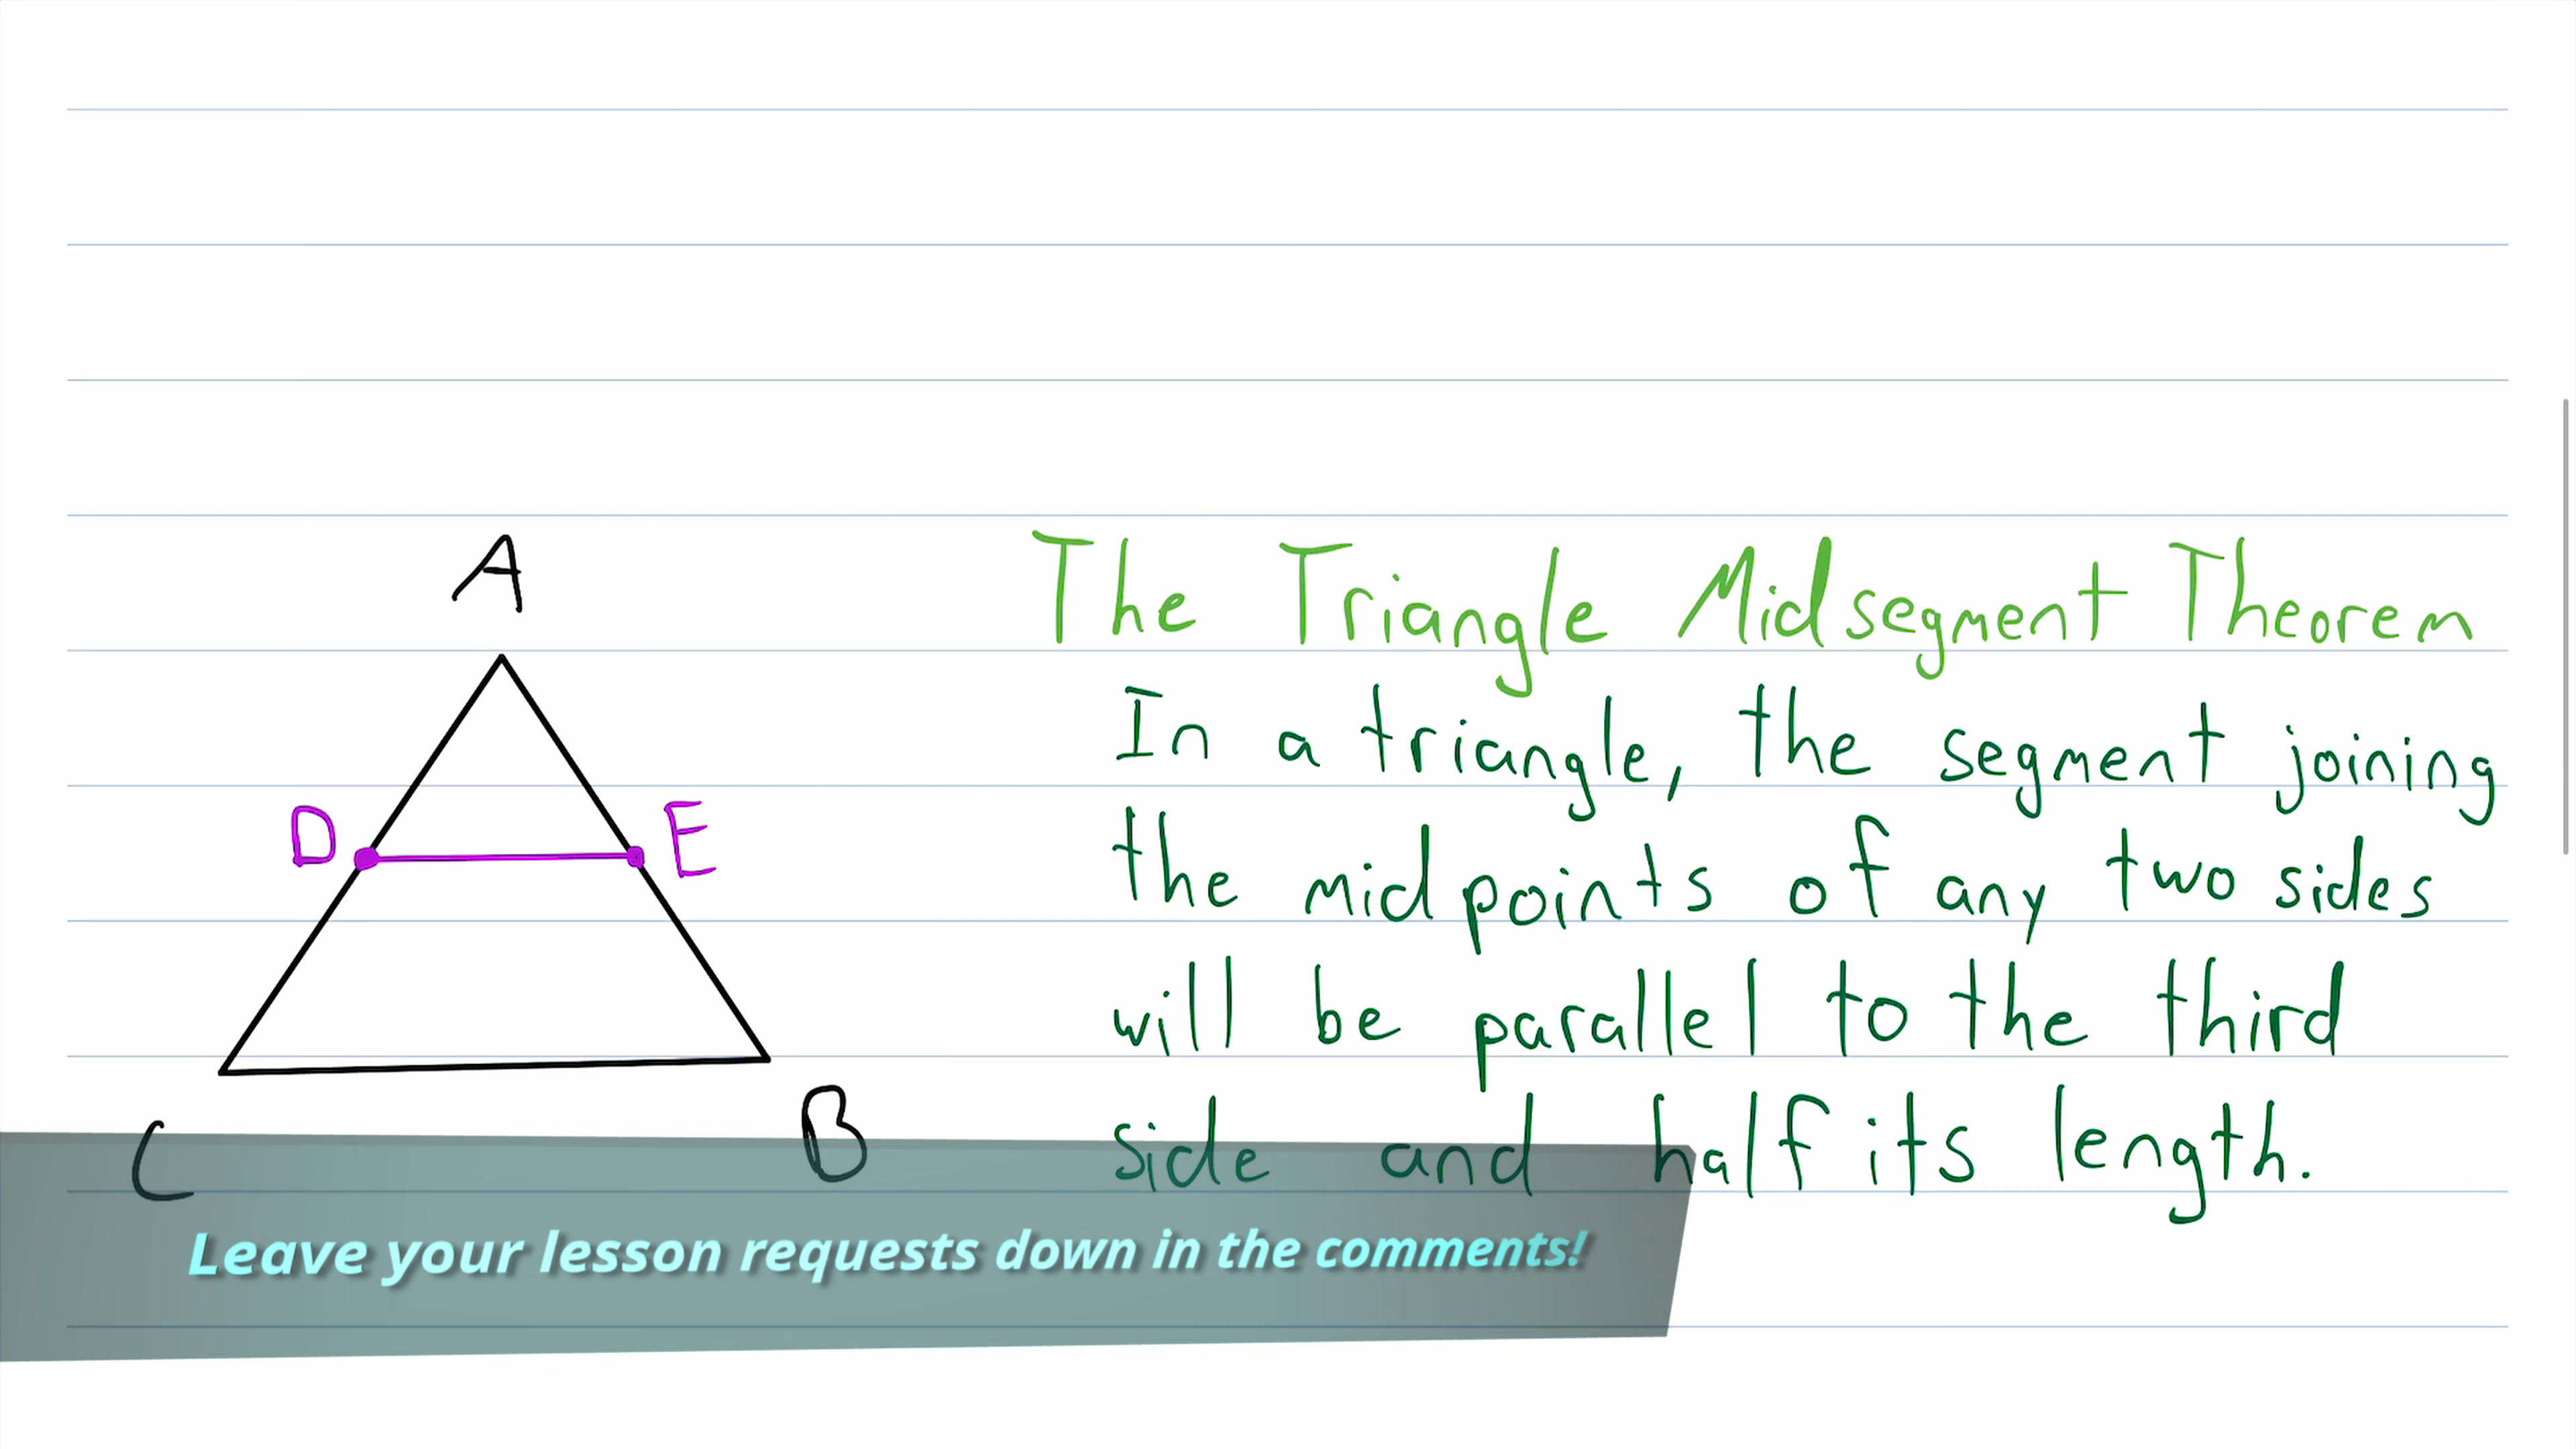 A
The Triangle Midsegment Theorem
In a triangle, the segment joining
D E
the midpoints of any two sides
will be parallel to the third
C B
side and half its length.
Leave your lesson requests down in the comments!